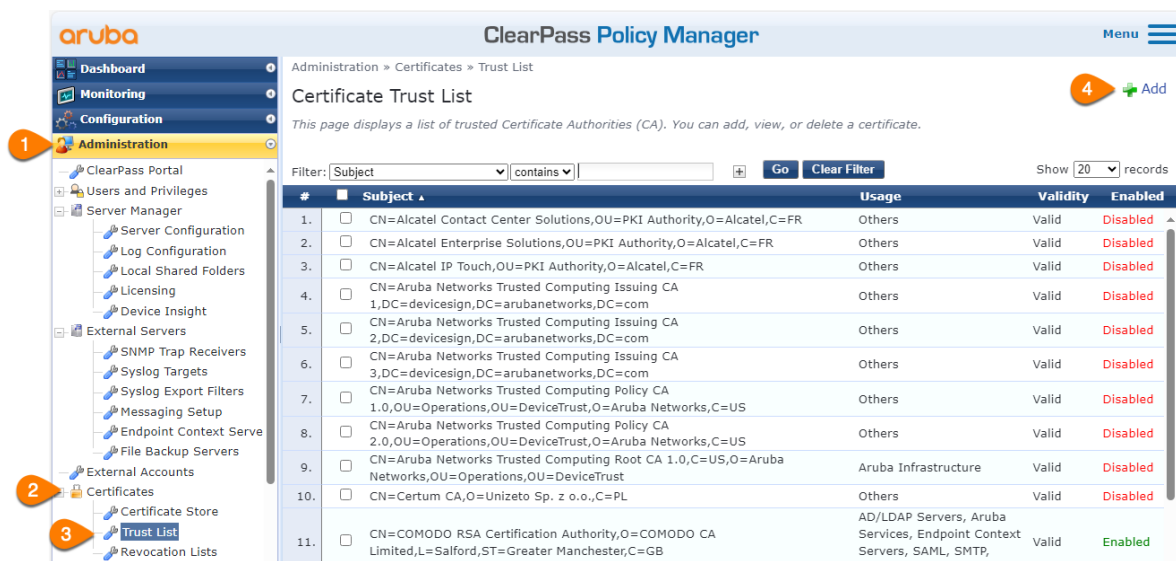 aruba
ClearPass Policy Manager
Menu
Dashboard
Monitoring
Configuration
1
Administration
ClearPass Portal
Users and Privileges
Server Manager
Server Configuration
Log Configuration
Local Shared Folders
Licensing
Device Insight
External Servers
SNMP Trap Receivers
Syslog Targets
Syslog Export Filters
Messaging Setup
Endpoint Context Serve
File Backup Servers
External Accounts
2
Certificates
Certificate Store
3
Trust List
Revocation Lists
Administration » Certificates » Trust List
Certificate Trust List
4
Add
This page displays a list of trusted Certificate Authorities (CA). You can add, view, or delete a certificate.
Filter: Subject contains Go Clear Filter Show 20 records
# Subject Usage Validity Enabled
1. CN=Alcatel Contact Center Solutions,OU=PKI Authority,O=Alcatel,C=FR Others Valid Disabled
2. CN=Alcatel Enterprise Solutions,OU=PKI Authority,O=Alcatel,C=FR Others Valid Disabled
3. CN=Alcatel IP Touch,OU=PKI Authority,O=Alcatel,C=FR Others Valid Disabled
CN=Aruba Networks Trusted Computing Issuing CA
4. 1,DC=devicesign,DC=arubanetworks,DC=com Others Valid Disabled
CN=Aruba Networks Trusted Computing Issuing CA
5. 2,DC=devicesign,DC=arubanetworks,DC=com Others Valid Disabled
CN=Aruba Networks Trusted Computing Issuing CA
6. 3,DC=devicesign,DC=arubanetworks,DC=com Others Valid Disabled
CN=Aruba Networks Trusted Computing Policy CA
7. 1.0,OU=Operations,OU=DeviceTrust,O=Aruba Networks,C=US Others Valid Disabled
CN=Aruba Networks Trusted Computing Policy CA
8. 2.0,OU=Operations,OU=DeviceTrust,O=Aruba Networks,C=US Others Valid Disabled
CN=Aruba Networks Trusted Computing Root CA 1.0,C=US,O=Aruba
9. Networks,OU=Operations,OU=DeviceTrust Aruba Infrastructure Valid Disabled
10. CN=Certum CA,O=Unizeto Sp. z o.o.,C=PL Others Valid Disabled
AD/LDAP Servers, Aruba
11. CN=COMODO RSA Certification Authority,O=COMODO CA Services, Endpoint Context Valid Enabled
Limited,L=Salford,ST=Greater Manchester,C=GB Servers, SAML, SMTP,